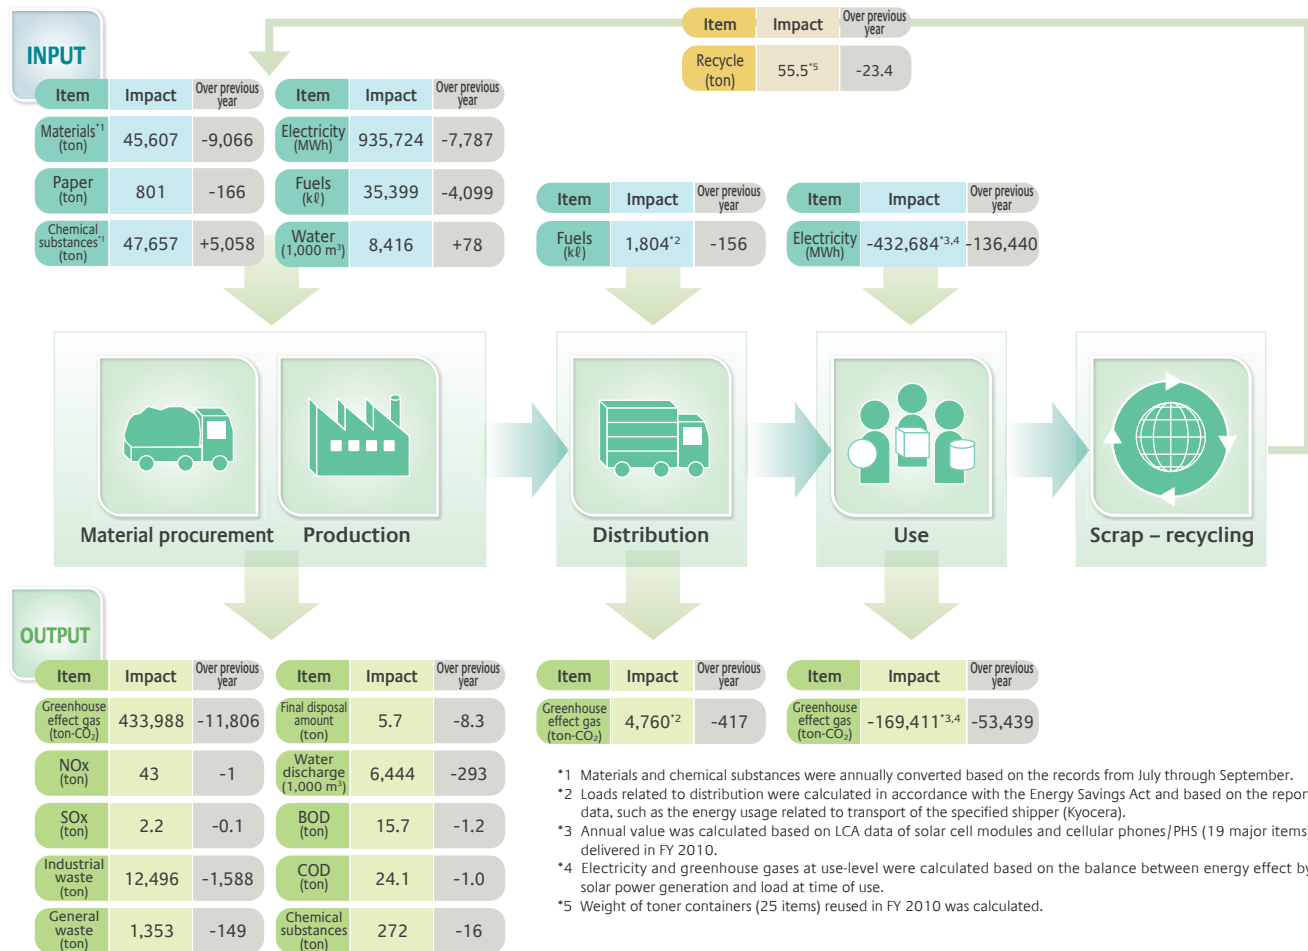 INPUT
Item Impact Over previous year
Recycle (ton) 55.5*5 -23.4
Item Impact Over previous year
Materials*1 (ton) 45,607 -9,066
Paper (ton) 801 -166
Chemical substances*1 (ton) 47,657 +5,058
Item Impact Over previous year
Electricity (MWh) 935,724 -7,787
Fuels (kℓ) 35,399 -4,099
Water (1,000 m³) 8,416 +78
Item Impact Over previous year
Fuels (kℓ) 1,804*2 -156
Item Impact Over previous year
Electricity (MWh) -432,684*3,4 -136,440
Material procurement
Production
Distribution
Use
Scrap – recycling
OUTPUT
Item Impact Over previous year
Greenhouse effect gas (ton-CO₂) 433,988 -11,806
NOx (ton) 43 -1
SOx (ton) 2.2 -0.1
Industrial waste (ton) 12,496 -1,588
General waste (ton) 1,353 -149
Item Impact Over previous year
Final disposal amount (ton) 5.7 -8.3
Water discharge (1,000 m³) 6,444 -293
BOD (ton) 15.7 -1.2
COD (ton) 24.1 -1.0
Chemical substances (ton) 272 -16
Item Impact Over previous year
Greenhouse effect gas (ton-CO₂) 4,760*2 -417
Item Impact Over previous year
Greenhouse effect gas (ton-CO₂) -169,411*3,4 -53,439
*1 Materials and chemical substances were annually converted based on the records from July through September.
*2 Loads related to distribution were calculated in accordance with the Energy Savings Act and based on the report
data, such as the energy usage related to transport of the specified shipper (Kyocera).
*3 Annual value was calculated based on LCA data of solar cell modules and cellular phones/PHS (19 major items)
delivered in FY 2010.
*4 Electricity and greenhouse gases at use-level were calculated based on the balance between energy effect by
solar power generation and load at time of use.
*5 Weight of toner containers (25 items) reused in FY 2010 was calculated.